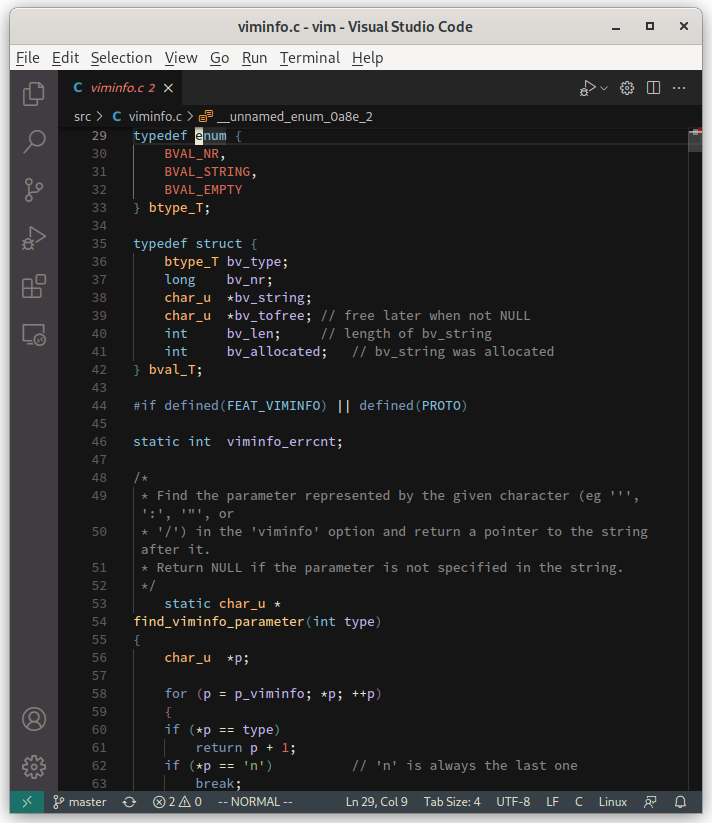 viminfo.c - vim - Visual Studio Code
File Edit Selection View Go Run Terminal Help
C viminfo.c 2
src > C viminfo.c > __unnamed_enum_0a8e_2
29 typedef enum {
30     BVAL_NR,
31     BVAL_STRING,
32     BVAL_EMPTY
33 } btype_T;
34
35 typedef struct {
36     btype_T bv_type;
37     long    bv_nr;
38     char_u  *bv_string;
39     char_u  *bv_tofree; // free later when not NULL
40     int     bv_len;     // length of bv_string
41     int     bv_allocated;   // bv_string was allocated
42 } bval_T;
43
44 #if defined(FEAT_VIMINFO) || defined(PROTO)
45
46 static int  viminfo_errcnt;
47
48 /*
49  * Find the parameter represented by the given character (eg ''',
 ':', '"', or
50  * '/') in the 'viminfo' option and return a pointer to the string
 after it.
51  * Return NULL if the parameter is not specified in the string.
52  */
53     static char_u *
54 find_viminfo_parameter(int type)
55 {
56     char_u  *p;
57
58     for (p = p_viminfo; *p; ++p)
59     {
60     if (*p == type)
61         return p + 1;
62     if (*p == 'n')          // 'n' is always the last one
63         break;
master 2 0 -- NORMAL -- Ln 29, Col 9 Tab Size: 4 UTF-8 LF C Linux